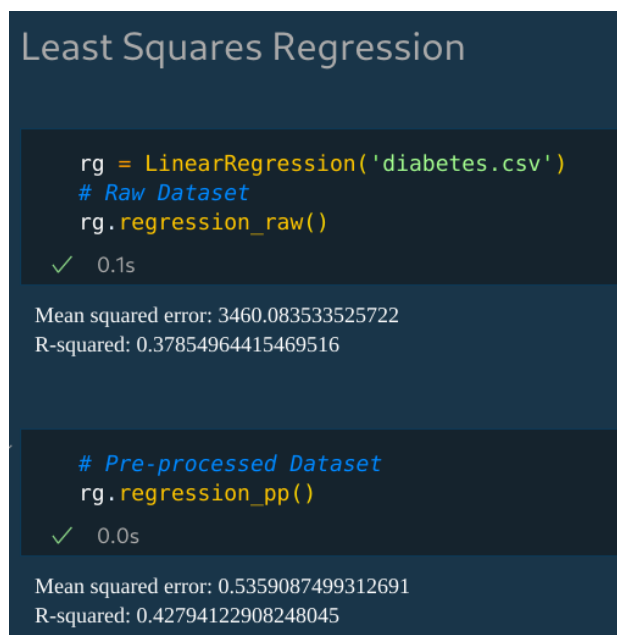 Least Squares Regression
rg = LinearRegression('diabetes.csv')
# Raw Dataset
rg.regression_raw()
✓ 0.1s
Mean squared error: 3460.083533525722
R-squared: 0.37854964415469516
# Pre-processed Dataset
rg.regression_pp()
✓ 0.0s
Mean squared error: 0.5359087499312691
R-squared: 0.42794122908248045